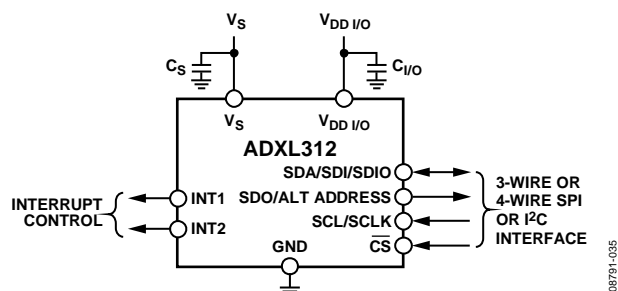 VS
VDD I/O
CS
CI/O
VS
VDD I/O
ADXL312
SDA/SDI/SDIO
SDO/ALT ADDRESS
SCL/SCLK
CS
INT1
INT2
GND
INTERRUPT
CONTROL
3-WIRE OR
4-WIRE SPI
OR I2C
INTERFACE
08791-035